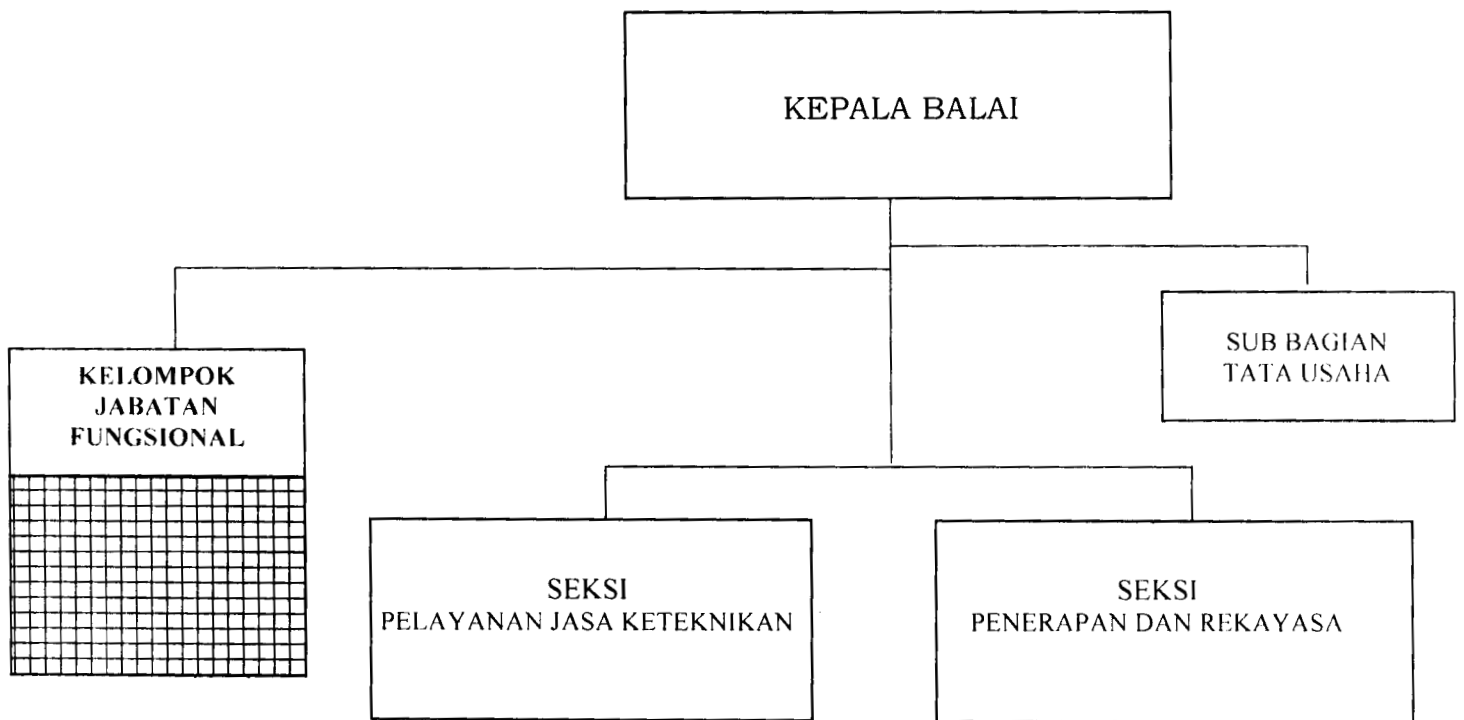 KEPALA BALAI
SUB BAGIAN
TATA USAHA
KELOMPOK
JABATAN
FUNGSIONAL
SEKSI
PELAYANAN JASA KETEKNIKAN
SEKSI
PENERAPAN DAN REKAYASA